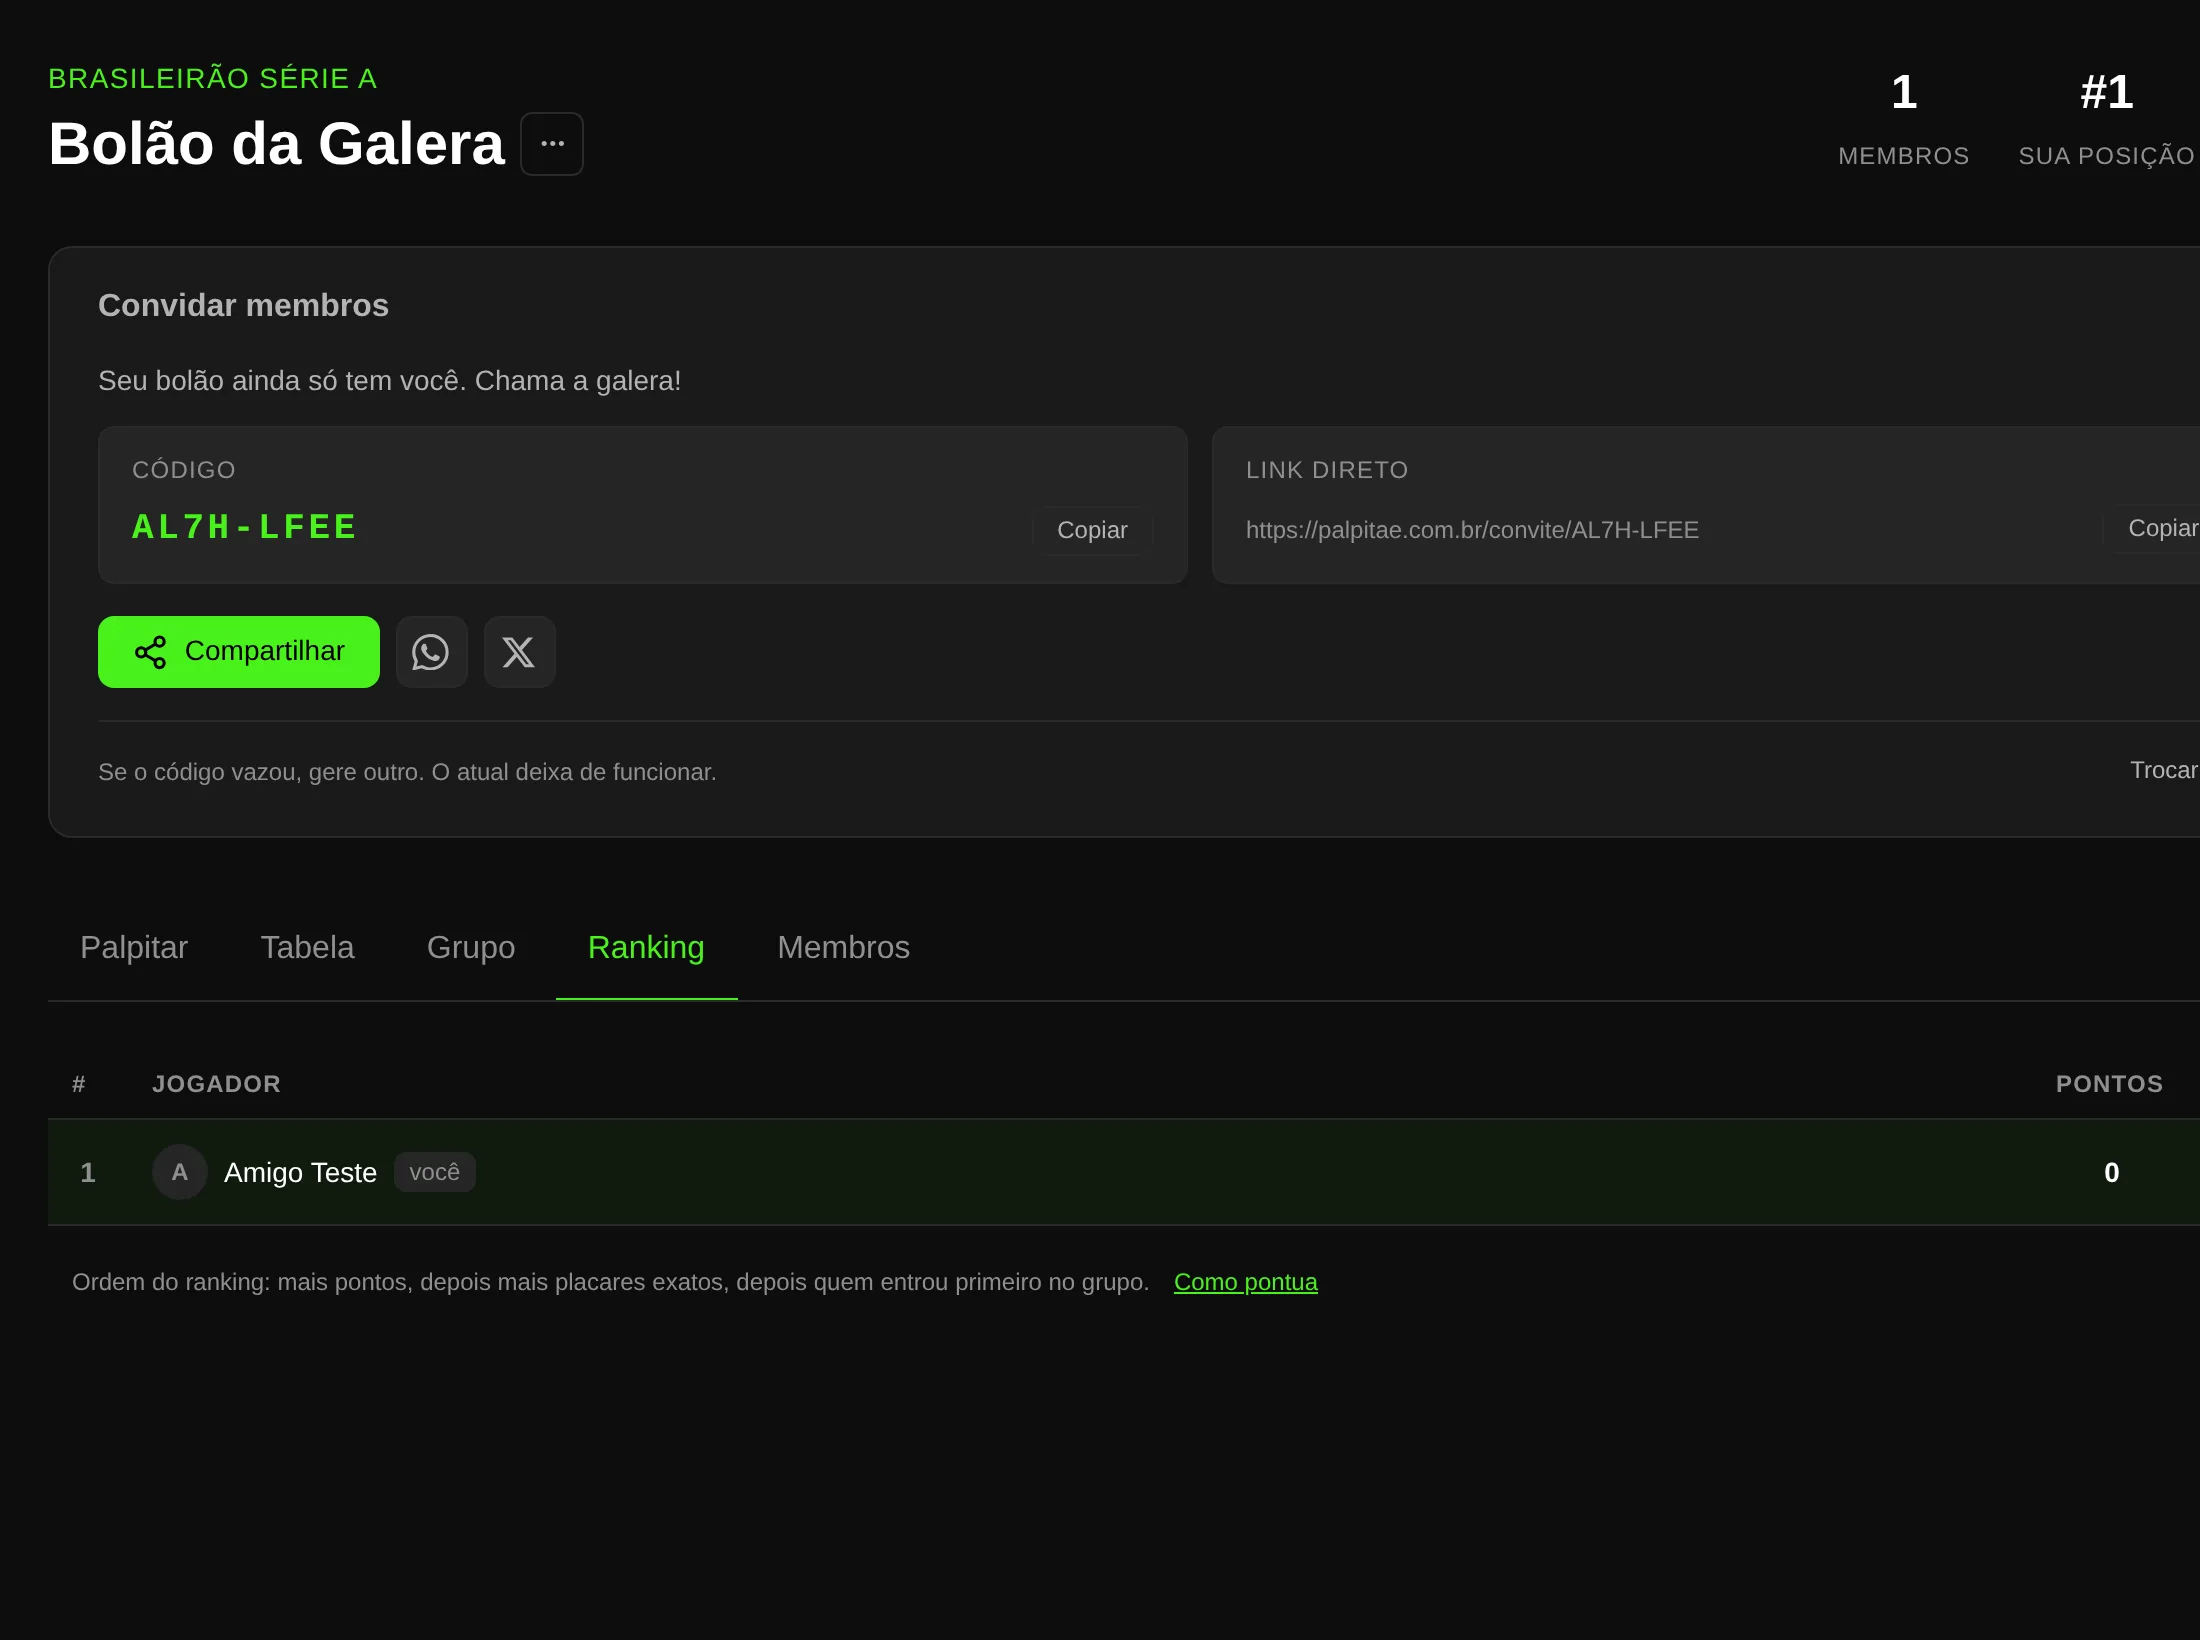 BRASILEIRÃO SÉRIE A
Bolão da Galera
1
MEMBROS
#1
SUA POSIÇÃO
Convidar membros
Seu bolão ainda só tem você. Chama a galera!
CÓDIGO
AL7H-LFEE
Copiar
LINK DIRETO
https://palpitae.com.br/convite/AL7H-LFEE
Copiar
Compartilhar
Se o código vazou, gere outro. O atual deixa de funcionar.
Trocar
Palpitar Tabela Grupo Ranking Membros
# JOGADOR PONTOS
1 A Amigo Teste você 0
Ordem do ranking: mais pontos, depois mais placares exatos, depois quem entrou primeiro no grupo. Como pontua